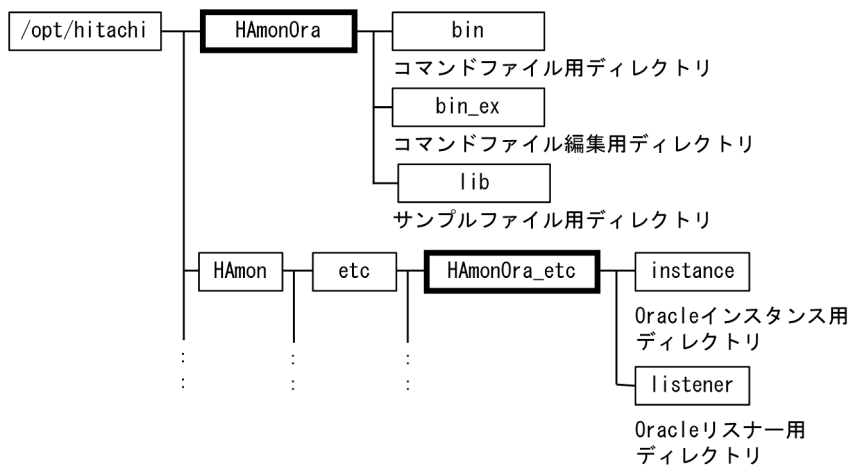 /opt/hitachi
HAmonOra
bin
コマンドファイル用ディレクトリ
bin_ex
コマンドファイル編集用ディレクトリ
lib
サンプルファイル用ディレクトリ
HAmon
etc
HAmonOra_etc
instance
Oracleインスタンス用
ディレクトリ
:
:
:
:
:
:
listener
Oracleリスナー用
ディレクトリ